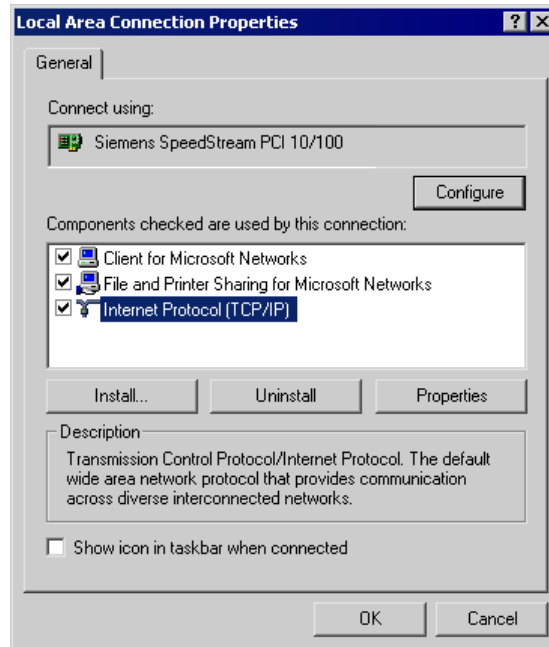 Local Area Connection Properties
General
Connect using:
Siemens SpeedStream PCI 10/100
Configure
Components checked are used by this connection:
Client for Microsoft Networks
File and Printer Sharing for Microsoft Networks
Internet Protocol (TCP/IP)
Install... Uninstall Properties
Description
Transmission Control Protocol/Internet Protocol. The default
wide area network protocol that provides communication
across diverse interconnected networks.
Show icon in taskbar when connected
OK Cancel